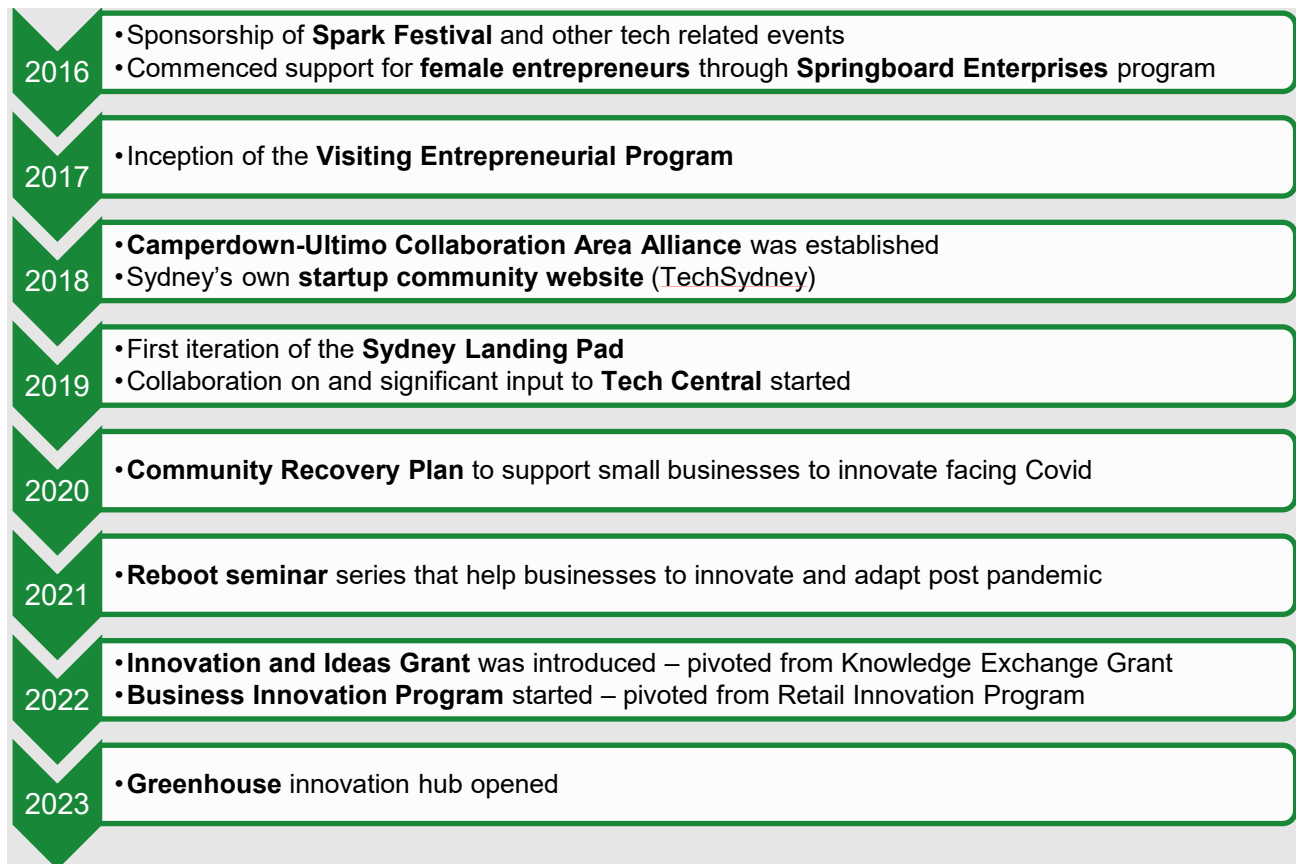 2016
•Sponsorship of Spark Festival and other tech related events
•Commenced support for female entrepreneurs through Springboard Enterprises program
2017
•Inception of the Visiting Entrepreneurial Program
2018
•Camperdown-Ultimo Collaboration Area Alliance was established
•Sydney's own startup community website (TechSydney)
2019
•First iteration of the Sydney Landing Pad
•Collaboration on and significant input to Tech Central started
2020
•Community Recovery Plan to support small businesses to innovate facing Covid
2021
•Reboot seminar series that help businesses to innovate and adapt post pandemic
2022
•Innovation and Ideas Grant was introduced – pivoted from Knowledge Exchange Grant
•Business Innovation Program started – pivoted from Retail Innovation Program
2023
•Greenhouse innovation hub opened